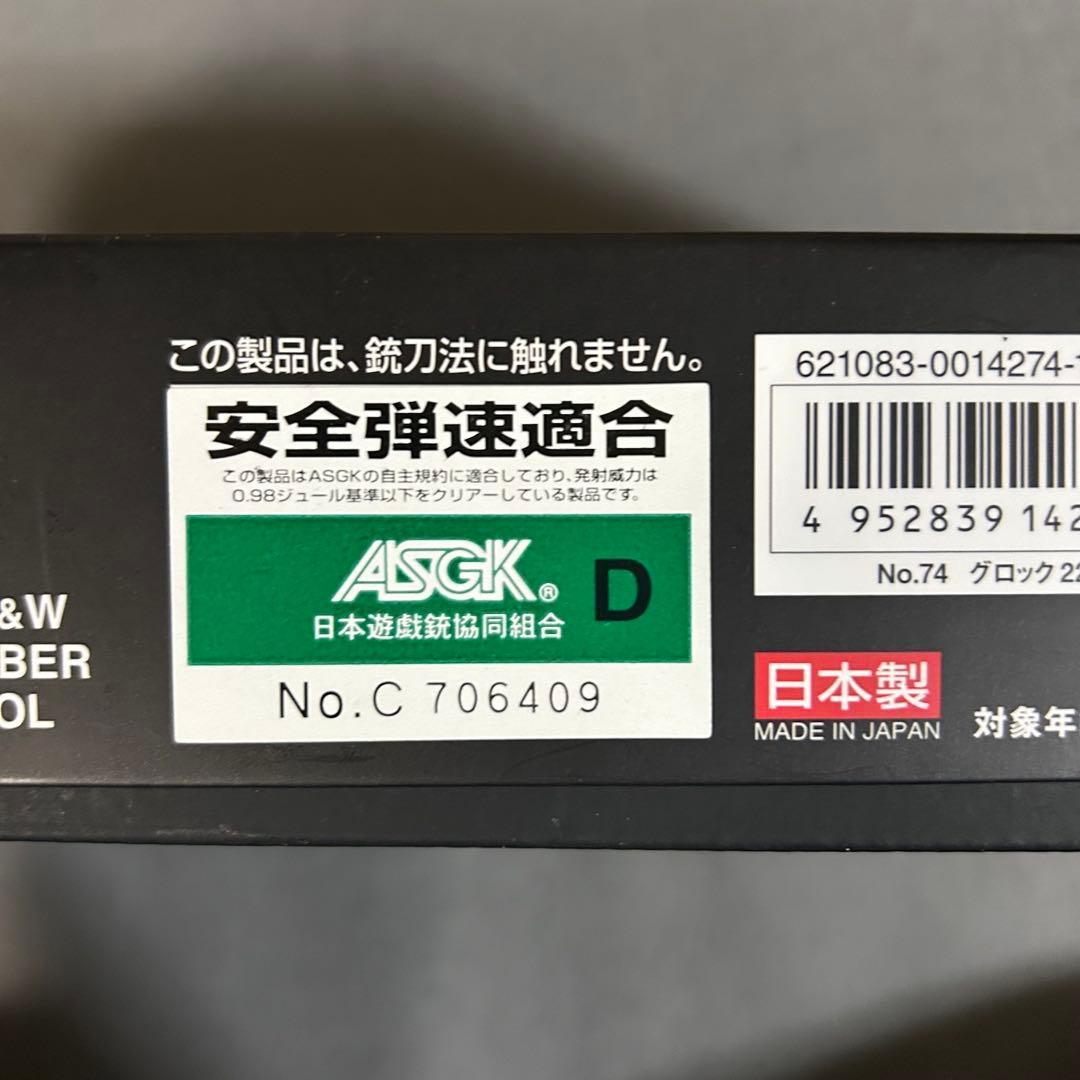 この製品は、銃刀法に触れません。
安全弾速適合
この製品はASGKの自主規約に適合しており、発射威力は
0.98ジュール基準以下をクリアーしている製品です。
ASGK®
日本遊戯銃協同組合
D
No.C 706409
&W
BER
OL
621083-0014274-
4 952839 142
No.74 グロック22
日本製
MADE IN JAPAN
対象年